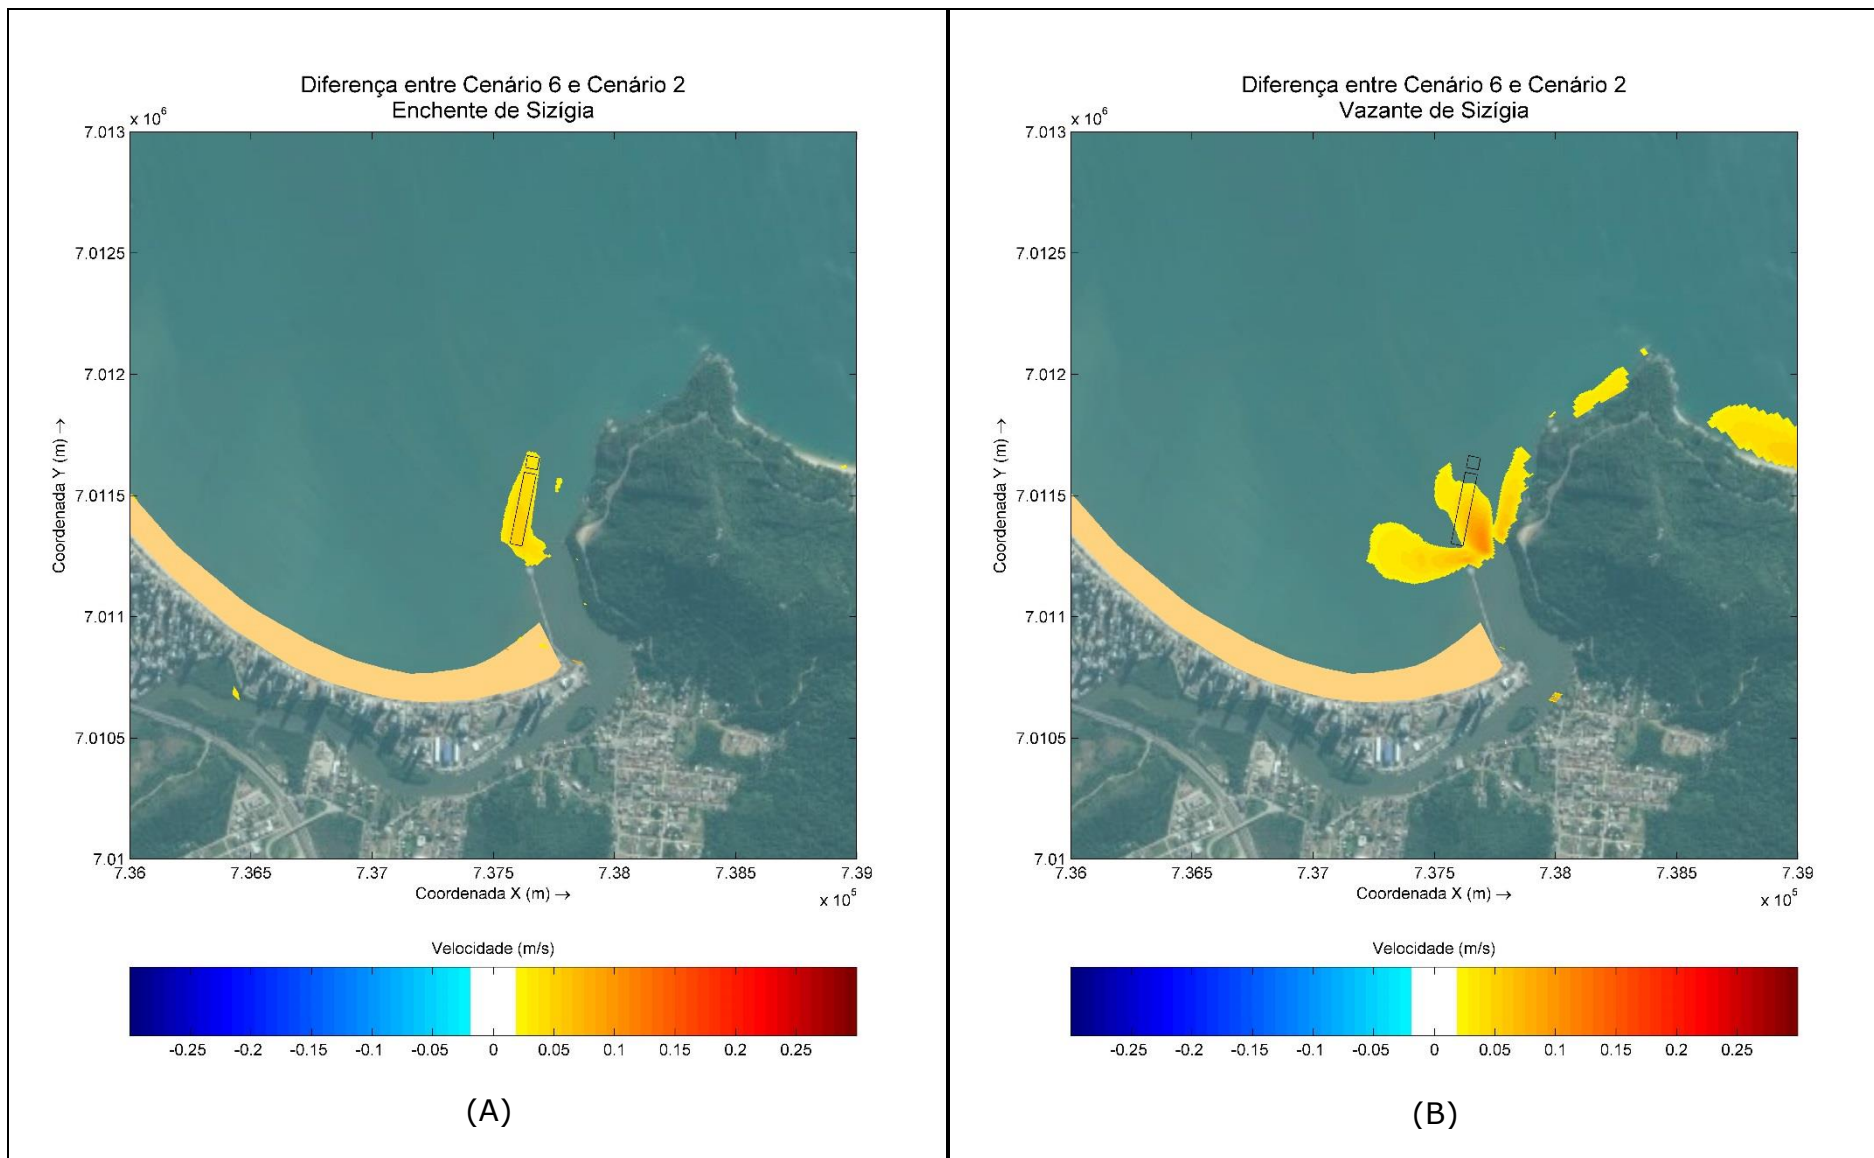 Diferença entre Cenário 6 e Cenário 2
Enchente de Sizígia
x 10^6
7.013
7.0125
7.012
7.0115
7.011
7.0105
7.01
Coordenada Y (m) →
7.36 7.365 7.37 7.375 7.38 7.385 7.39
Coordenada X (m) →
x 10^5
Velocidade (m/s)
-0.25 -0.2 -0.15 -0.1 -0.05 0 0.05 0.1 0.15 0.2 0.25
(A)
Diferença entre Cenário 6 e Cenário 2
Vazante de Sizígia
x 10^6
7.013
7.0125
7.012
7.0115
7.011
7.0105
7.01
Coordenada Y (m) →
7.36 7.365 7.37 7.375 7.38 7.385 7.39
Coordenada X (m) →
x 10^5
Velocidade (m/s)
-0.25 -0.2 -0.15 -0.1 -0.05 0 0.05 0.1 0.15 0.2 0.25
(B)